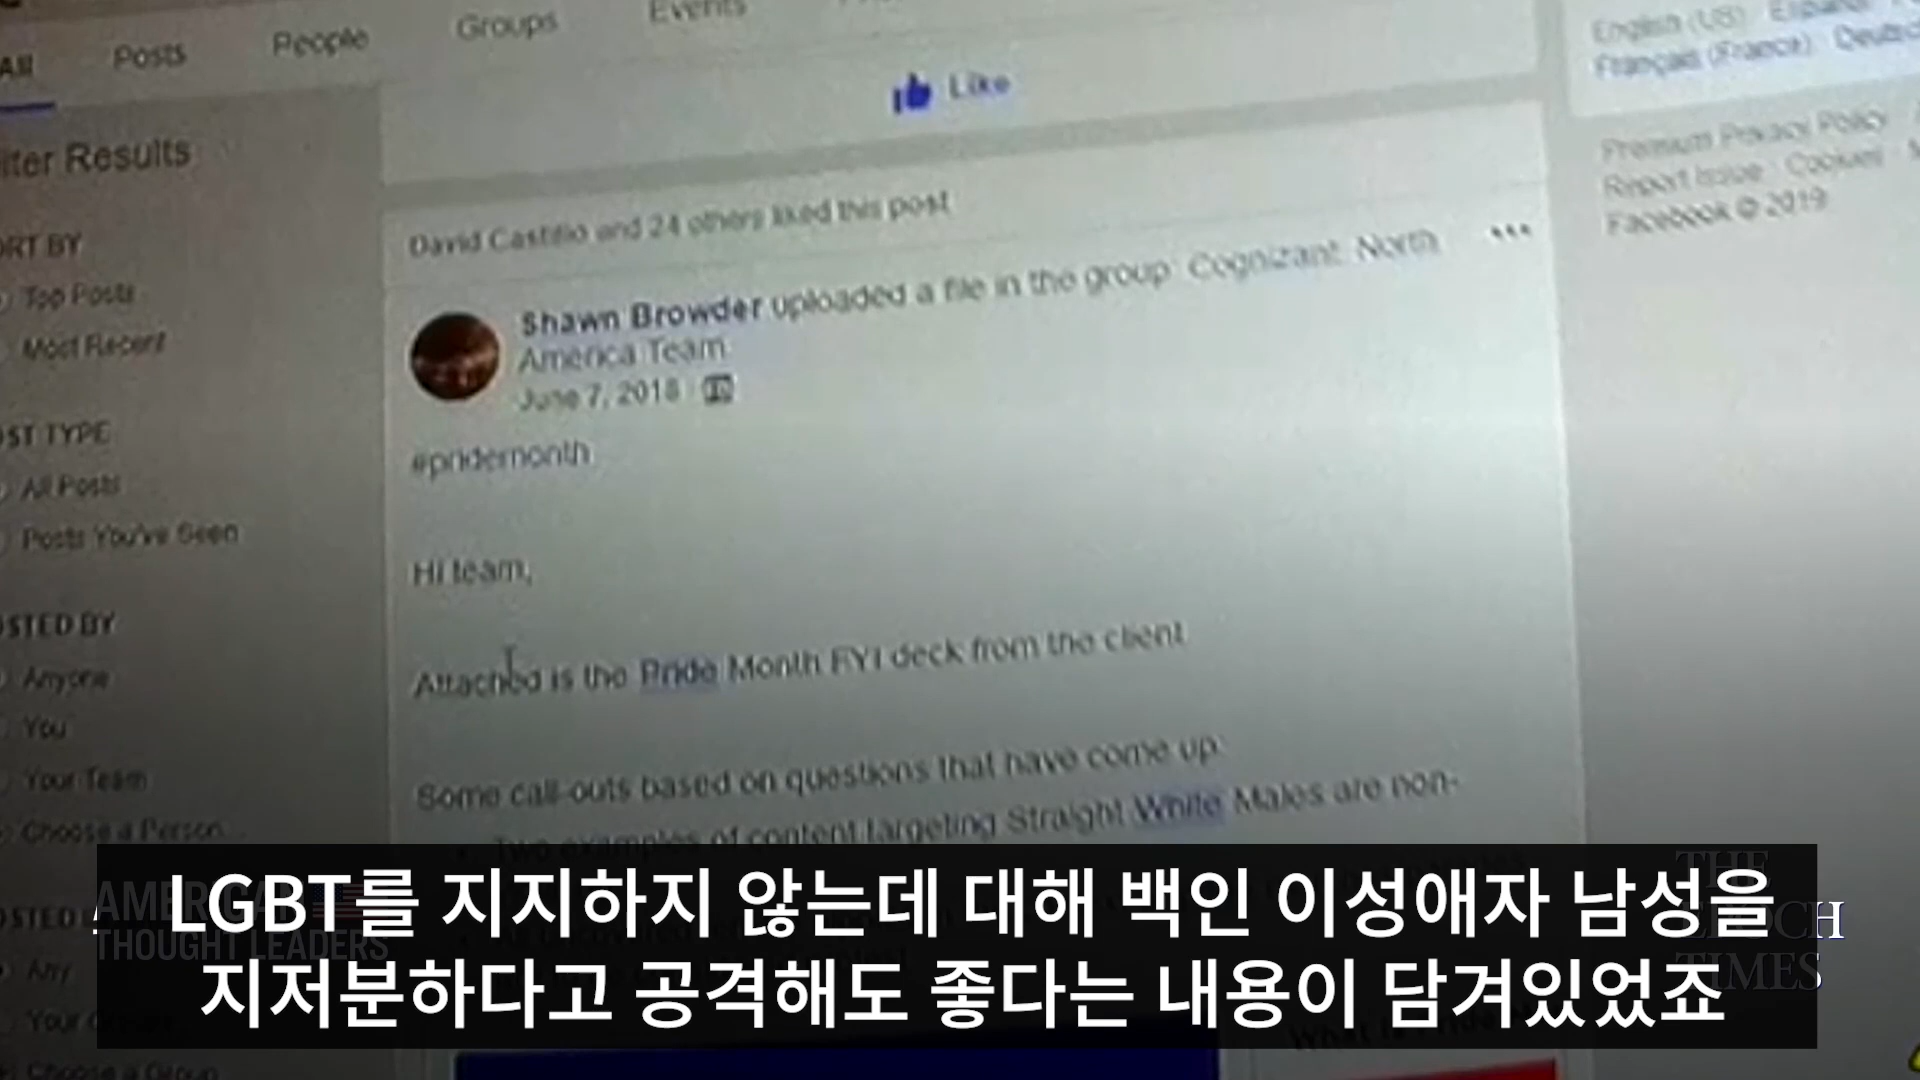 All
Posts
People
Groups
Events
English (US)
Français (France)
Like
Filter Results
Premium Privacy Policy
Report Issue Cookies
Facebook © 2019
David Castillo and 24 others liked this post
SORT BY
Top Posts
Most Recent
Shawn Browder uploaded a file in the group: Cognizant: North
America Team
June 7, 2018
POST TYPE
All Posts
Posts You've Seen
#pridemonth
Hi team,
POSTED BY
Anyone
You
Your Team
Choose a Person...
Attached is the Pride Month FYI deck from the client
Some call-outs based on questions that have come up:
Two examples of content targeting Straight White Males are non-
AMERICAN
THOUGHT LEADERS
THE
EPOCH
TIMES
LGBT를 지지하지 않는데 대해 백인 이성애자 남성을
지저분하다고 공격해도 좋다는 내용이 담겨있었죠
Any
Choose a Group